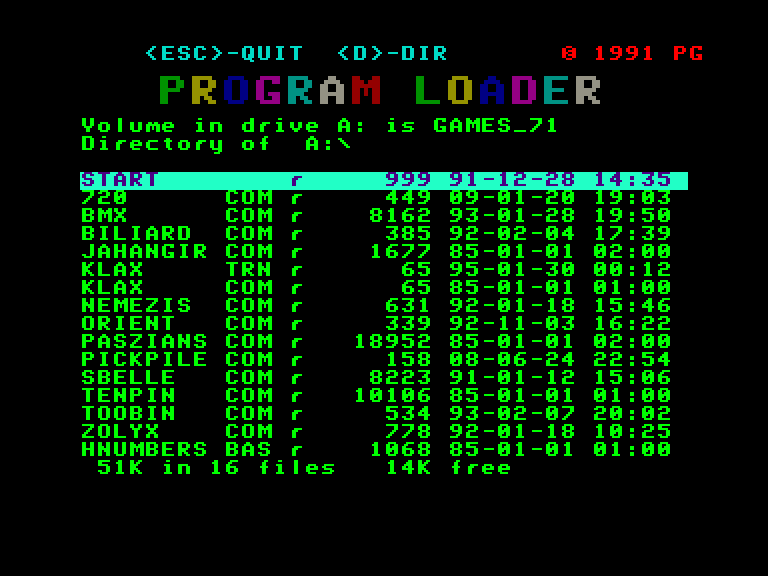 <ESC>-QUIT  <D>-DIR       @ 1991 PG
PROGRAM LOADER
Volume in drive A: is GAMES_71
Directory of  A:\
START        r     999 91-12-28 14:35
720      COM r     449 09-01-20 19:03
BMX      COM r    8162 93-01-28 19:50
BILIARD  COM r     385 92-02-04 17:39
JAHANGIR COM r    1677 85-01-01 02:00
KLAX     TRN r      65 95-01-30 00:12
KLAX     COM r      65 85-01-01 01:00
NEMEZIS  COM r     631 92-01-18 15:46
ORIENT   COM r     339 92-11-03 16:22
PASZIANS COM r   18952 85-01-01 02:00
PICKPILE COM r     158 08-06-24 22:54
SBELLE   COM r    8223 91-01-12 15:06
TENPIN   COM r   10106 85-01-01 01:00
TOOBIN   COM r     534 93-02-07 20:02
ZOLYX    COM r     778 92-01-18 10:25
HNUMBERS BAS r    1068 85-01-01 01:00
51K in 16 files   14K free